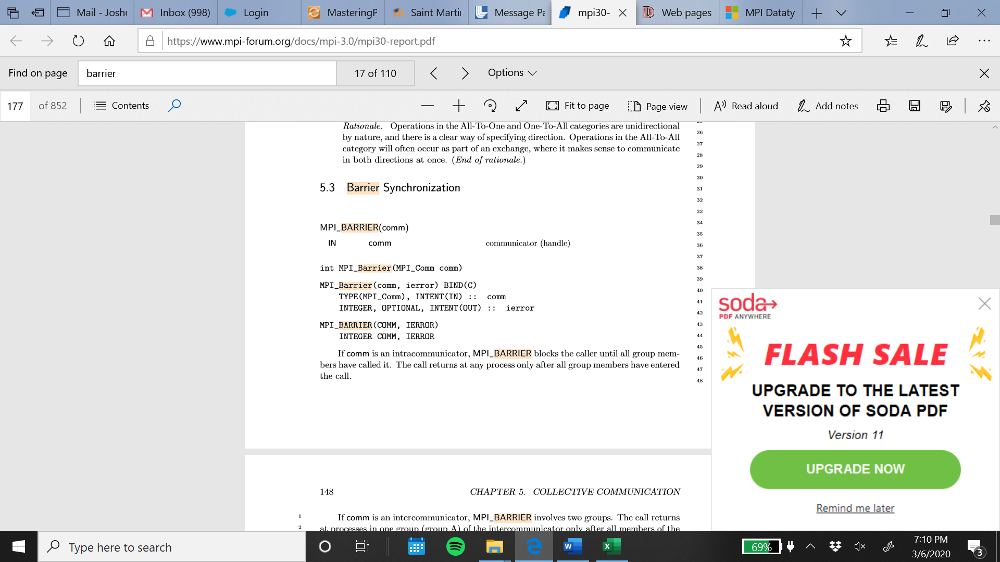 Mail - Joshu
Inbox (998)
Login
MasteringP
Saint Martin
Message Pa
mpi30-
Web pages
MPI Dataty
https://www.mpi-forum.org/docs/mpi-3.0/mpi30-report.pdf
Find on page
barrier
17 of 110
Options
177 of 852
Contents
Fit to page
Page view
Read aloud
Add notes
Rationale. Operations in the All-To-One and One-To-All categories are unidirectional
26
by nature, and there is a clear way of specifying direction. Operations in the All-To-All
27
category will often occur as part of an exchange, where it makes sense to communicate
28
in both directions at once. (End of rationale.)
29
30
5.3 Barrier Synchronization
31
32
33
34
MPI_BARRIER(comm)
35
IN comm communicator (handle)
36
37
int MPI_Barrier(MPI_Comm comm)
38
39
MPI_Barrier(comm, ierror) BIND(C)
40
TYPE(MPI_Comm), INTENT(IN) :: comm
41
INTEGER, OPTIONAL, INTENT(OUT) :: ierror
42
MPI_BARRIER(COMM, IERROR)
43
INTEGER COMM, IERROR
44
45
If comm is an intracommunicator, MPI_BARRIER blocks the caller until all group mem-
46
bers have called it. The call returns at any process only after all group members have entered
47
the call.
48
148 CHAPTER 5. COLLECTIVE COMMUNICATION
1
If comm is an intercommunicator, MPI_BARRIER involves two groups. The call returns
2
at processes in one group (group A) of the intercommunicator only after all members of the
soda
PDF ANYWHERE
FLASH SALE
UPGRADE TO THE LATEST
VERSION OF SODA PDF
Version 11
UPGRADE NOW
Remind me later
Type here to search
69%
7:10 PM
3/6/2020
3